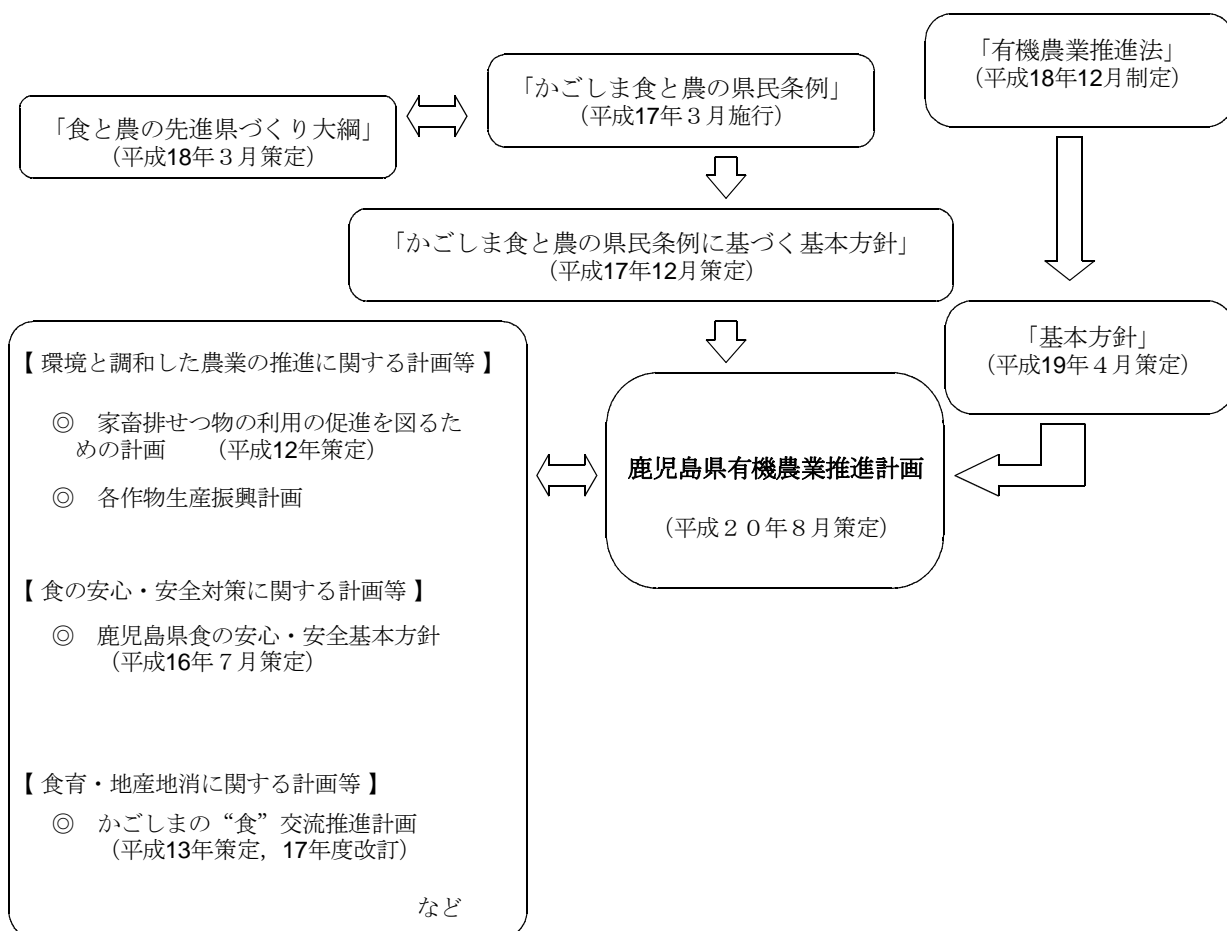 「有機農業推進法」
(平成18年12月制定)
「かごしま食と農の県民条例」
(平成17年3月施行)
「食と農の先進県づくり大綱」
(平成18年3月策定)
「かごしま食と農の県民条例に基づく基本方針」
(平成17年12月策定)
「基本方針」
(平成19年4月策定)
【 環境と調和した農業の推進に関する計画等 】
◎ 家畜排せつ物の利用の促進を図るた
めの計画 (平成12年策定)
◎ 各作物生産振興計画
【 食の安心・安全対策に関する計画等 】
◎ 鹿児島県食の安心・安全基本方針
(平成16年7月策定)
【 食育・地産地消に関する計画等 】
◎ かごしまの“食”交流推進計画
(平成13年策定，17年度改訂)
など
鹿児島県有機農業推進計画
(平成２０年８月策定)